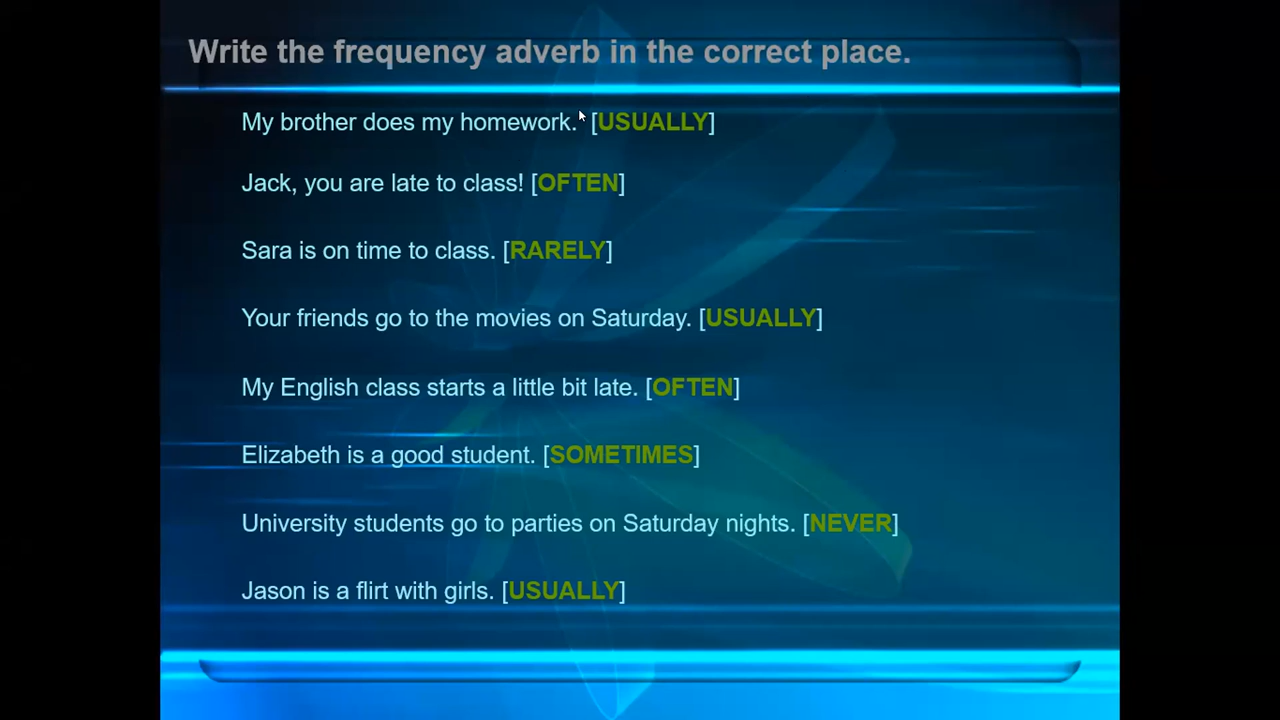 Write the frequency adverb in the correct place.
My brother does my homework. [USUALLY]
Jack, you are late to class! [OFTEN]
Sara is on time to class. [RARELY]
Your friends go to the movies on Saturday. [USUALLY]
My English class starts a little bit late. [OFTEN]
Elizabeth is a good student. [SOMETIMES]
University students go to parties on Saturday nights. [NEVER]
Jason is a flirt with girls. [USUALLY]